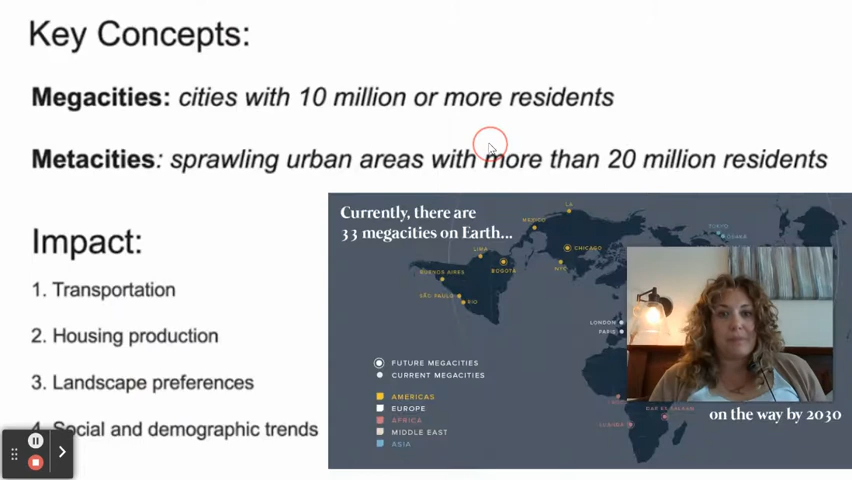 Key Concepts:
Megacities: cities with 10 million or more residents
Metacities: sprawling urban areas with more than 20 million residents
Impact:
1. Transportation
2. Housing production
3. Landscape preferences
4. Social and demographic trends
Currently, there are
33 megacities on Earth...
LA
MEXICO
TOKYO
OSAKA
LIMA
CHICAGO
BOGOTÁ
NYC
BUENOS AIRES
SÃO PAULO
RIO
LONDON
PARIS
FUTURE MEGACITIES
CURRENT MEGACITIES
AMERICAS
EUROPE
AFRICA
MIDDLE EAST
ASIA
DAR ES SALAAM
LUANDA
on the way by 2030